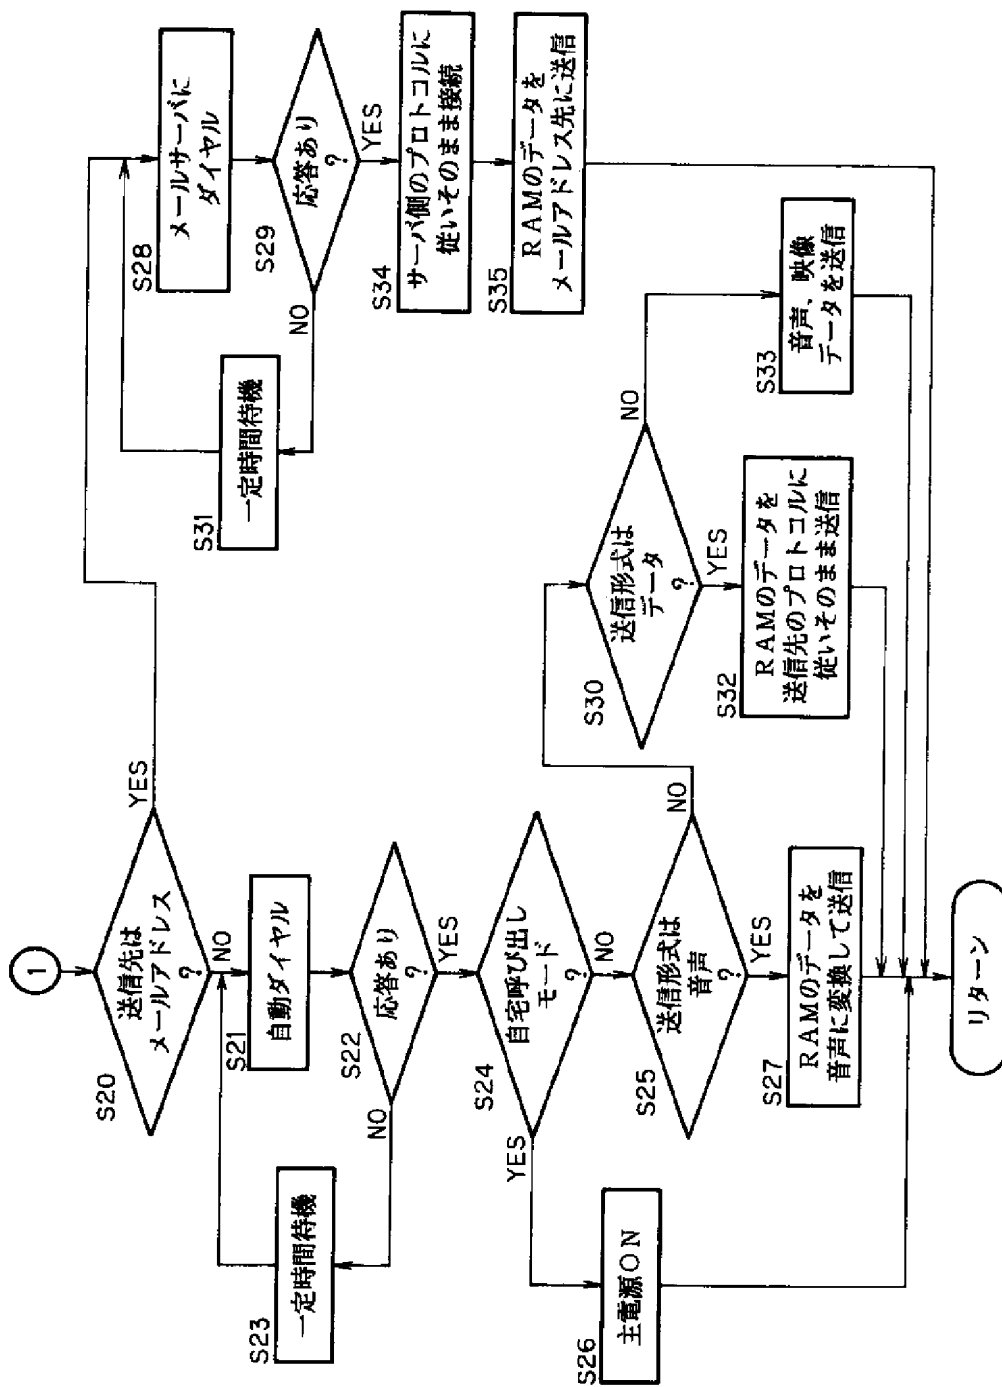 1
S20
送信先は
メールアドレス
?
YES
NO
S21
自動ダイヤル
S22
応答あり
?
YES
NO
S23
一定時間待機
S24
自宅呼び出し
モード
?
YES
NO
S25
送信形式は
音声
?
YES
NO
S26
主電源ON
S27
RAMのデータを
音声に変換して送信
S28
メールサーバに
ダイヤル
S29
応答あり
?
YES
NO
S31
一定時間待機
S34
サーバ側のプロトコルに
従いそのまま接続
S35
RAMのデータを
メールアドレス先に送信
S30
送信形式は
データ
?
YES
NO
S32
RAMのデータを
送信先のプロトコルに
従いそのまま送信
S33
音声、映像
データを送信
リターン